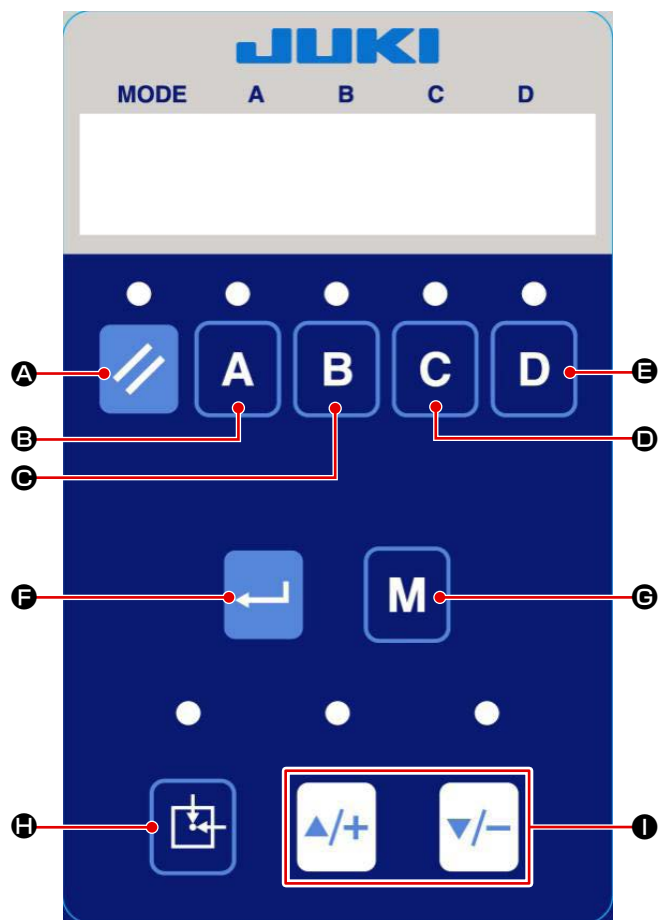 JUKI
MODE A B C D
A A B C D E
B D
C
F M G
H ▲/+ ▼/− I